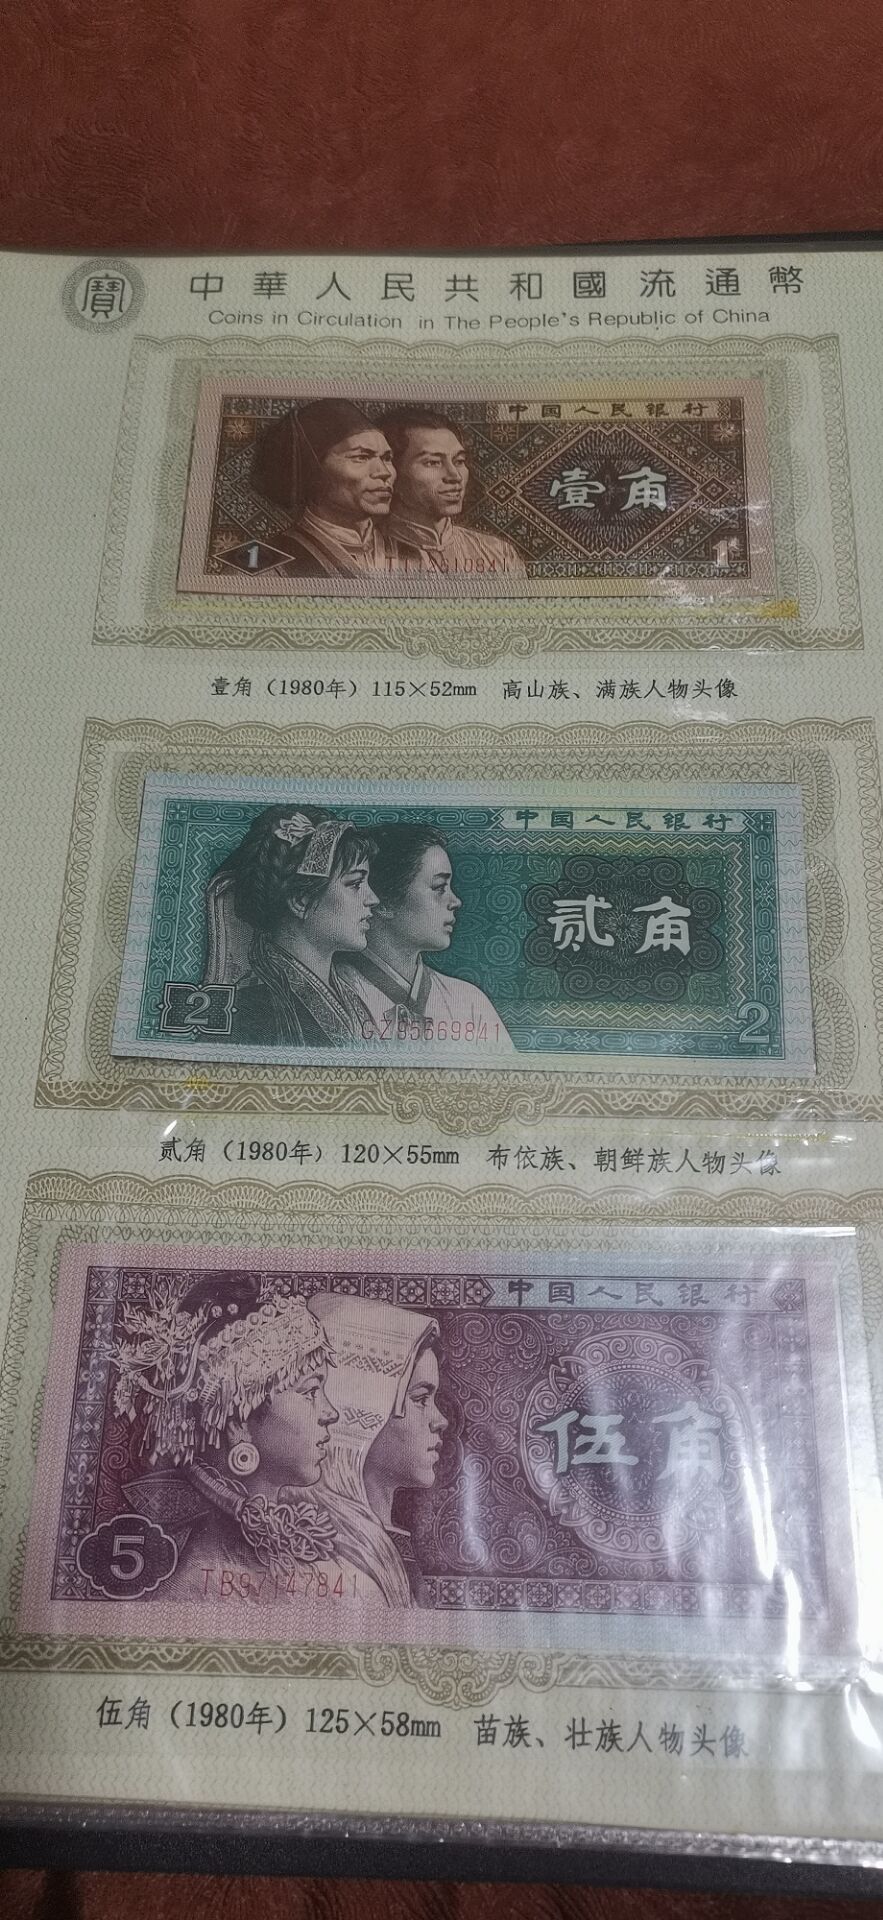 寶 中華人民共和國流通幣
Coins in Circulation in The People's Republic of China
中国人民银行
壹角
1 1
壹角（1980年）115×52mm 高山族、满族人物头像
中国人民银行
贰角
2 2
GZ95669841
贰角（1980年）120×55mm 布依族、朝鲜族人物头像
中国人民银行
伍角
5
TB97147841
伍角（1980年）125×58mm 苗族、壮族人物头像